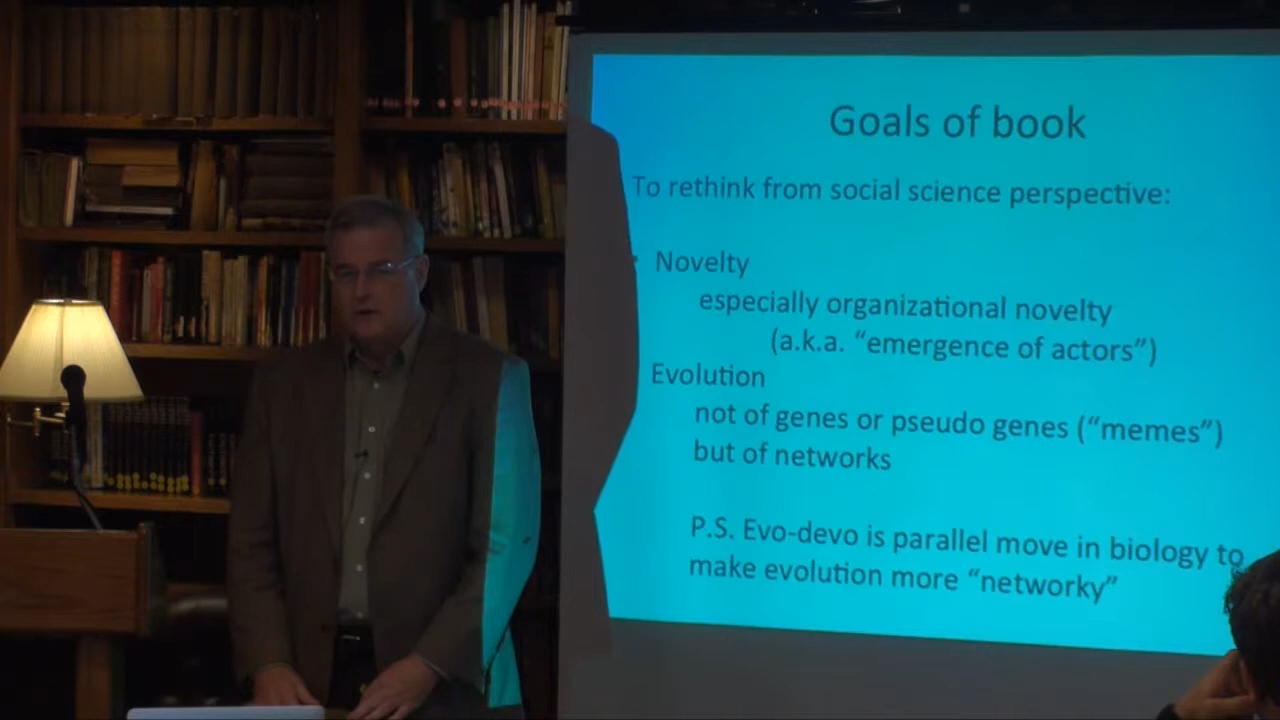 Goals of book
To rethink from social science perspective:
Novelty
especially organizational novelty
(a.k.a. “emergence of actors”)
Evolution
not of genes or pseudo genes (“memes”)
but of networks
P.S. Evo-devo is parallel move in biology to
make evolution more “networky”